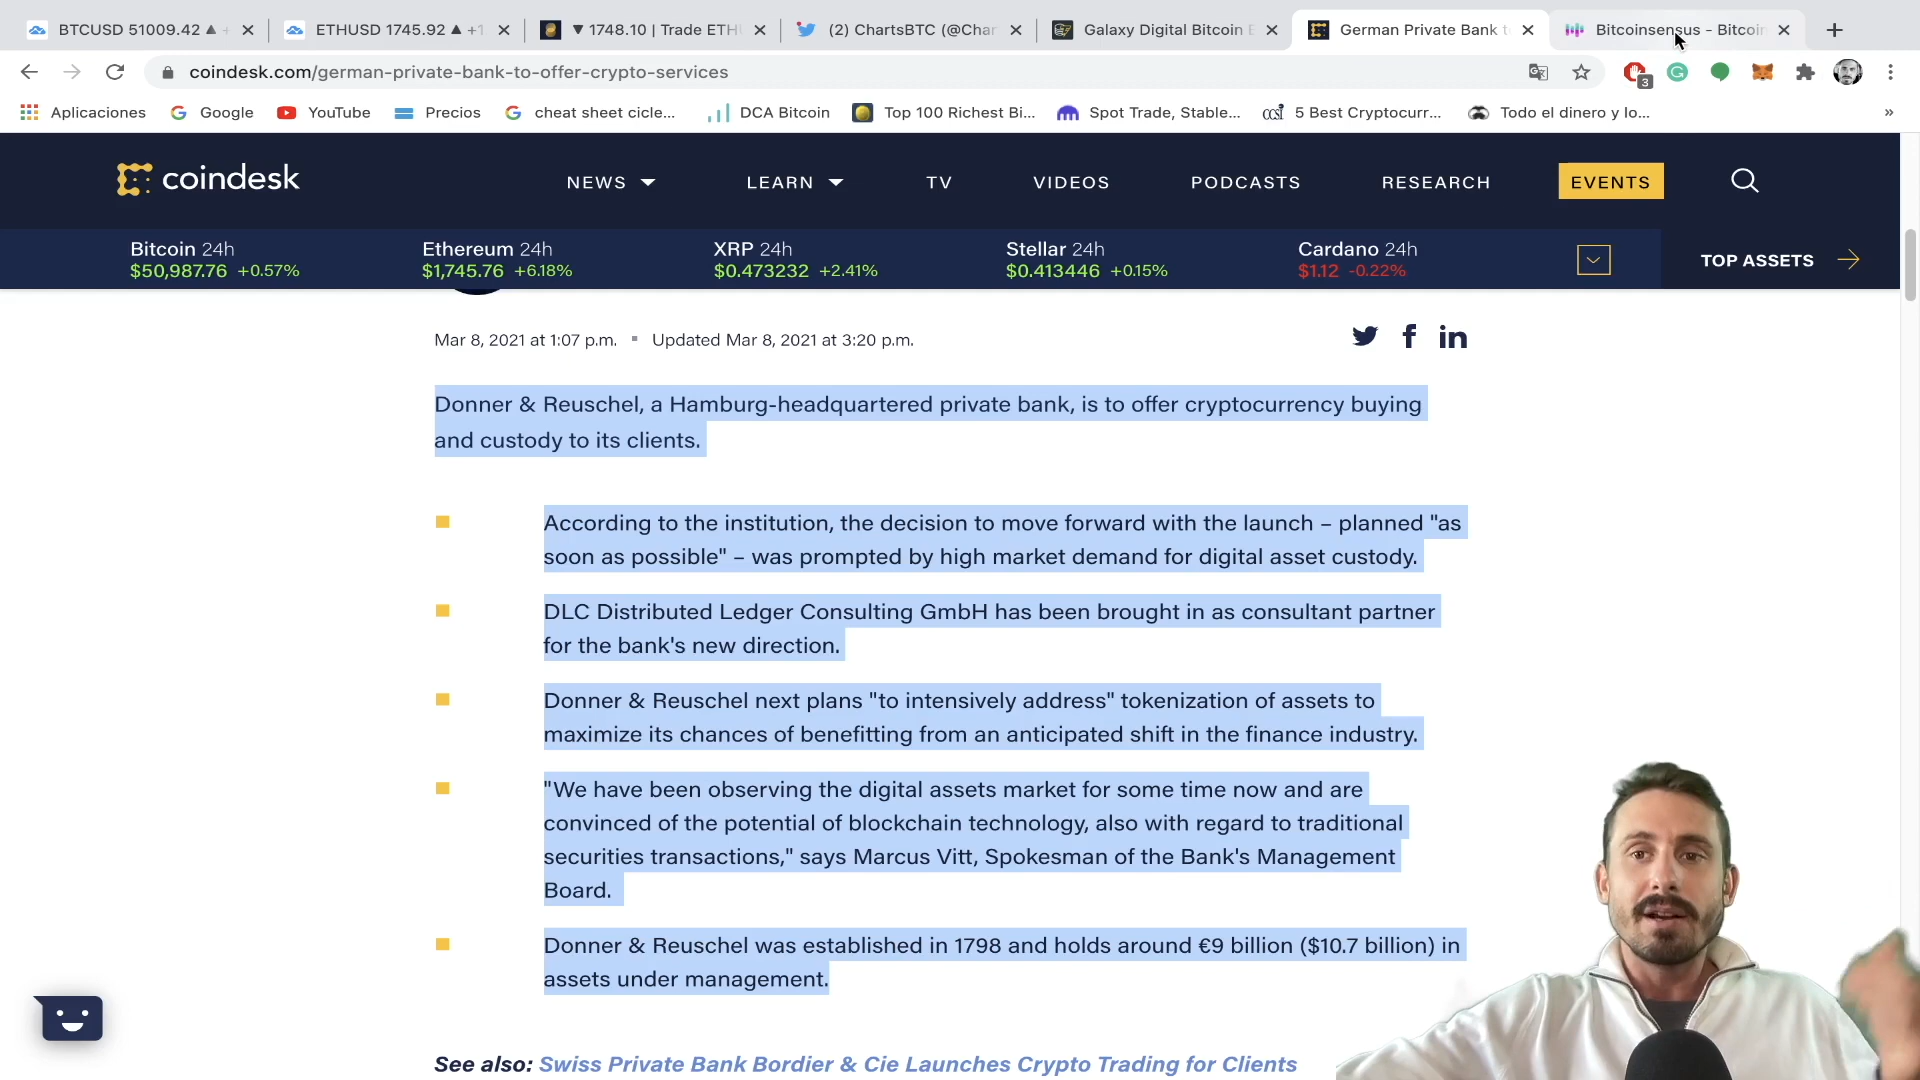 BTCUSD 51009.42 ▲ ETHUSD 1745.92 ▲ +1 ▼ 1748.10 | Trade ETH (2) ChartsBTC (@Char Galaxy Digital Bitcoin German Private Bank t Bitcoinsensus - Bitcoin
coindesk.com/german-private-bank-to-offer-crypto-services 3
Aplicaciones Google YouTube Precios cheat sheet cicle... DCA Bitcoin Top 100 Richest Bi... Spot Trade, Stable... 5 Best Cryptocurr... Todo el dinero y lo... »
coindesk NEWS LEARN TV VIDEOS PODCASTS RESEARCH EVENTS
Bitcoin 24h Ethereum 24h XRP 24h Stellar 24h Cardano 24h
$50,987.76 +0.57% $1,745.76 +6.18% $0.473232 +2.41% $0.413446 +0.15% $1.12 -0.22%
TOP ASSETS
Mar 8, 2021 at 1:07 p.m. Updated Mar 8, 2021 at 3:20 p.m.
Donner & Reuschel, a Hamburg-headquartered private bank, is to offer cryptocurrency buying
and custody to its clients.
According to the institution, the decision to move forward with the launch – planned "as
soon as possible" – was prompted by high market demand for digital asset custody.
DLC Distributed Ledger Consulting GmbH has been brought in as consultant partner
for the bank's new direction.
Donner & Reuschel next plans "to intensively address" tokenization of assets to
maximize its chances of benefitting from an anticipated shift in the finance industry.
"We have been observing the digital assets market for some time now and are
convinced of the potential of blockchain technology, also with regard to traditional
securities transactions," says Marcus Vitt, Spokesman of the Bank's Management
Board.
Donner & Reuschel was established in 1798 and holds around €9 billion ($10.7 billion) in
assets under management.
See also: Swiss Private Bank Bordier & Cie Launches Crypto Trading for Clients